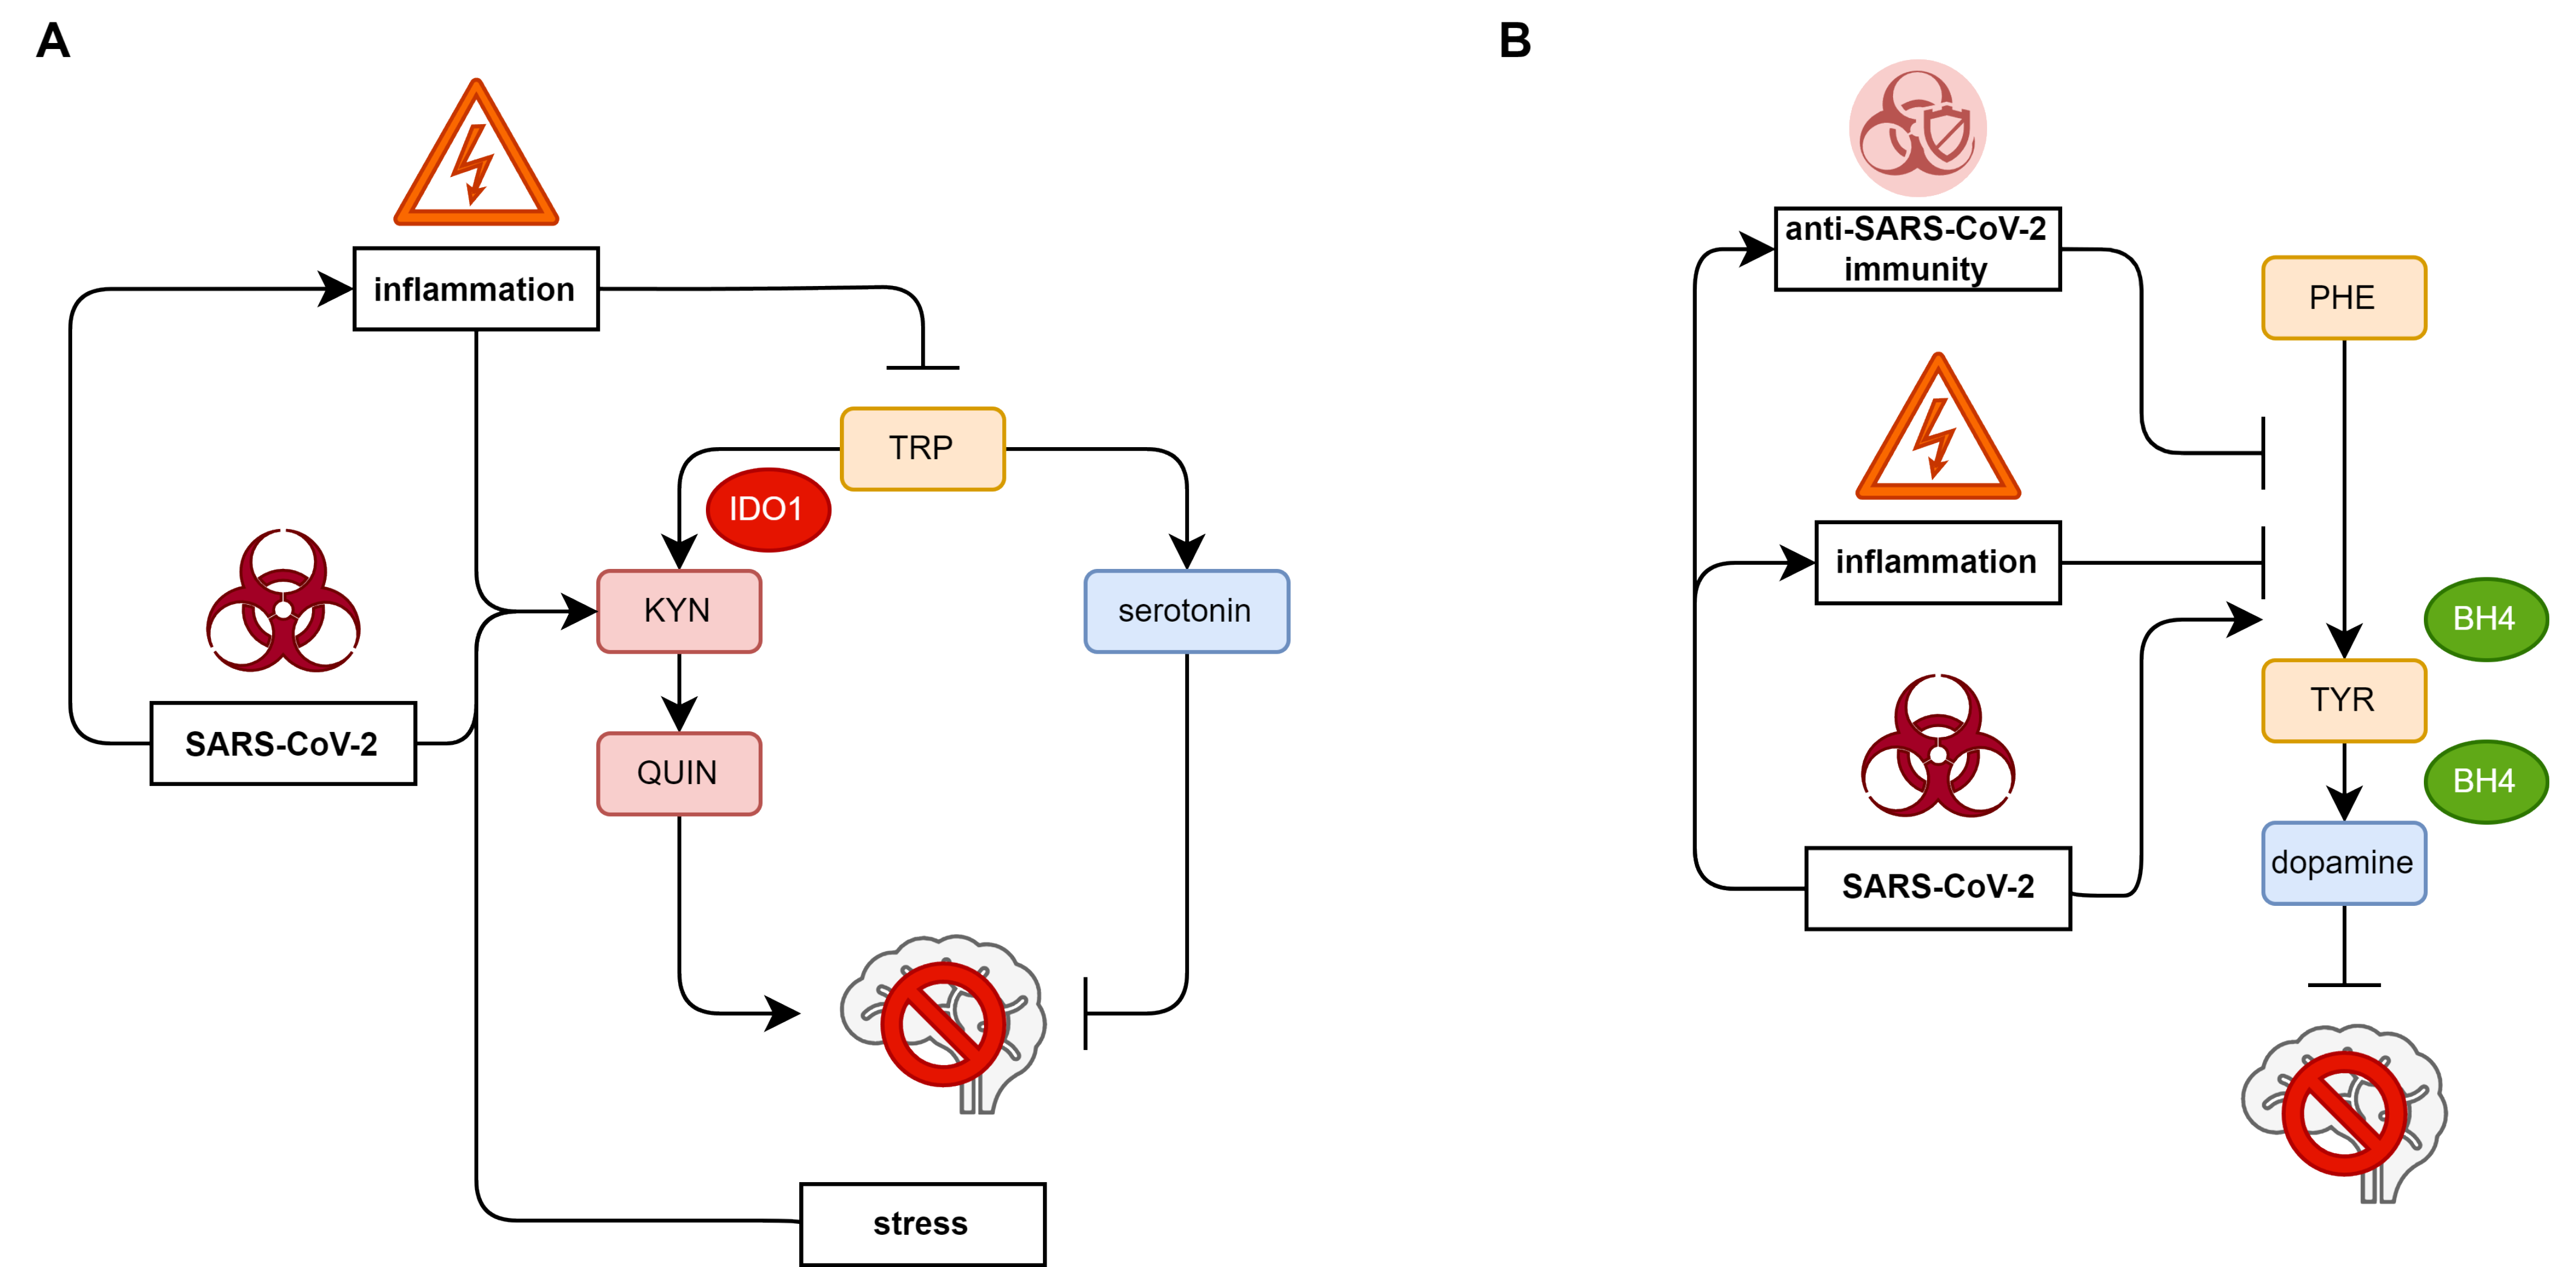 A
inflammation
TRP
IDO1
KYN
serotonin
SARS-CoV-2
QUIN
stress
B
anti-SARS-CoV-2
immunity
PHE
inflammation
BH4
TYR
BH4
dopamine
SARS-CoV-2